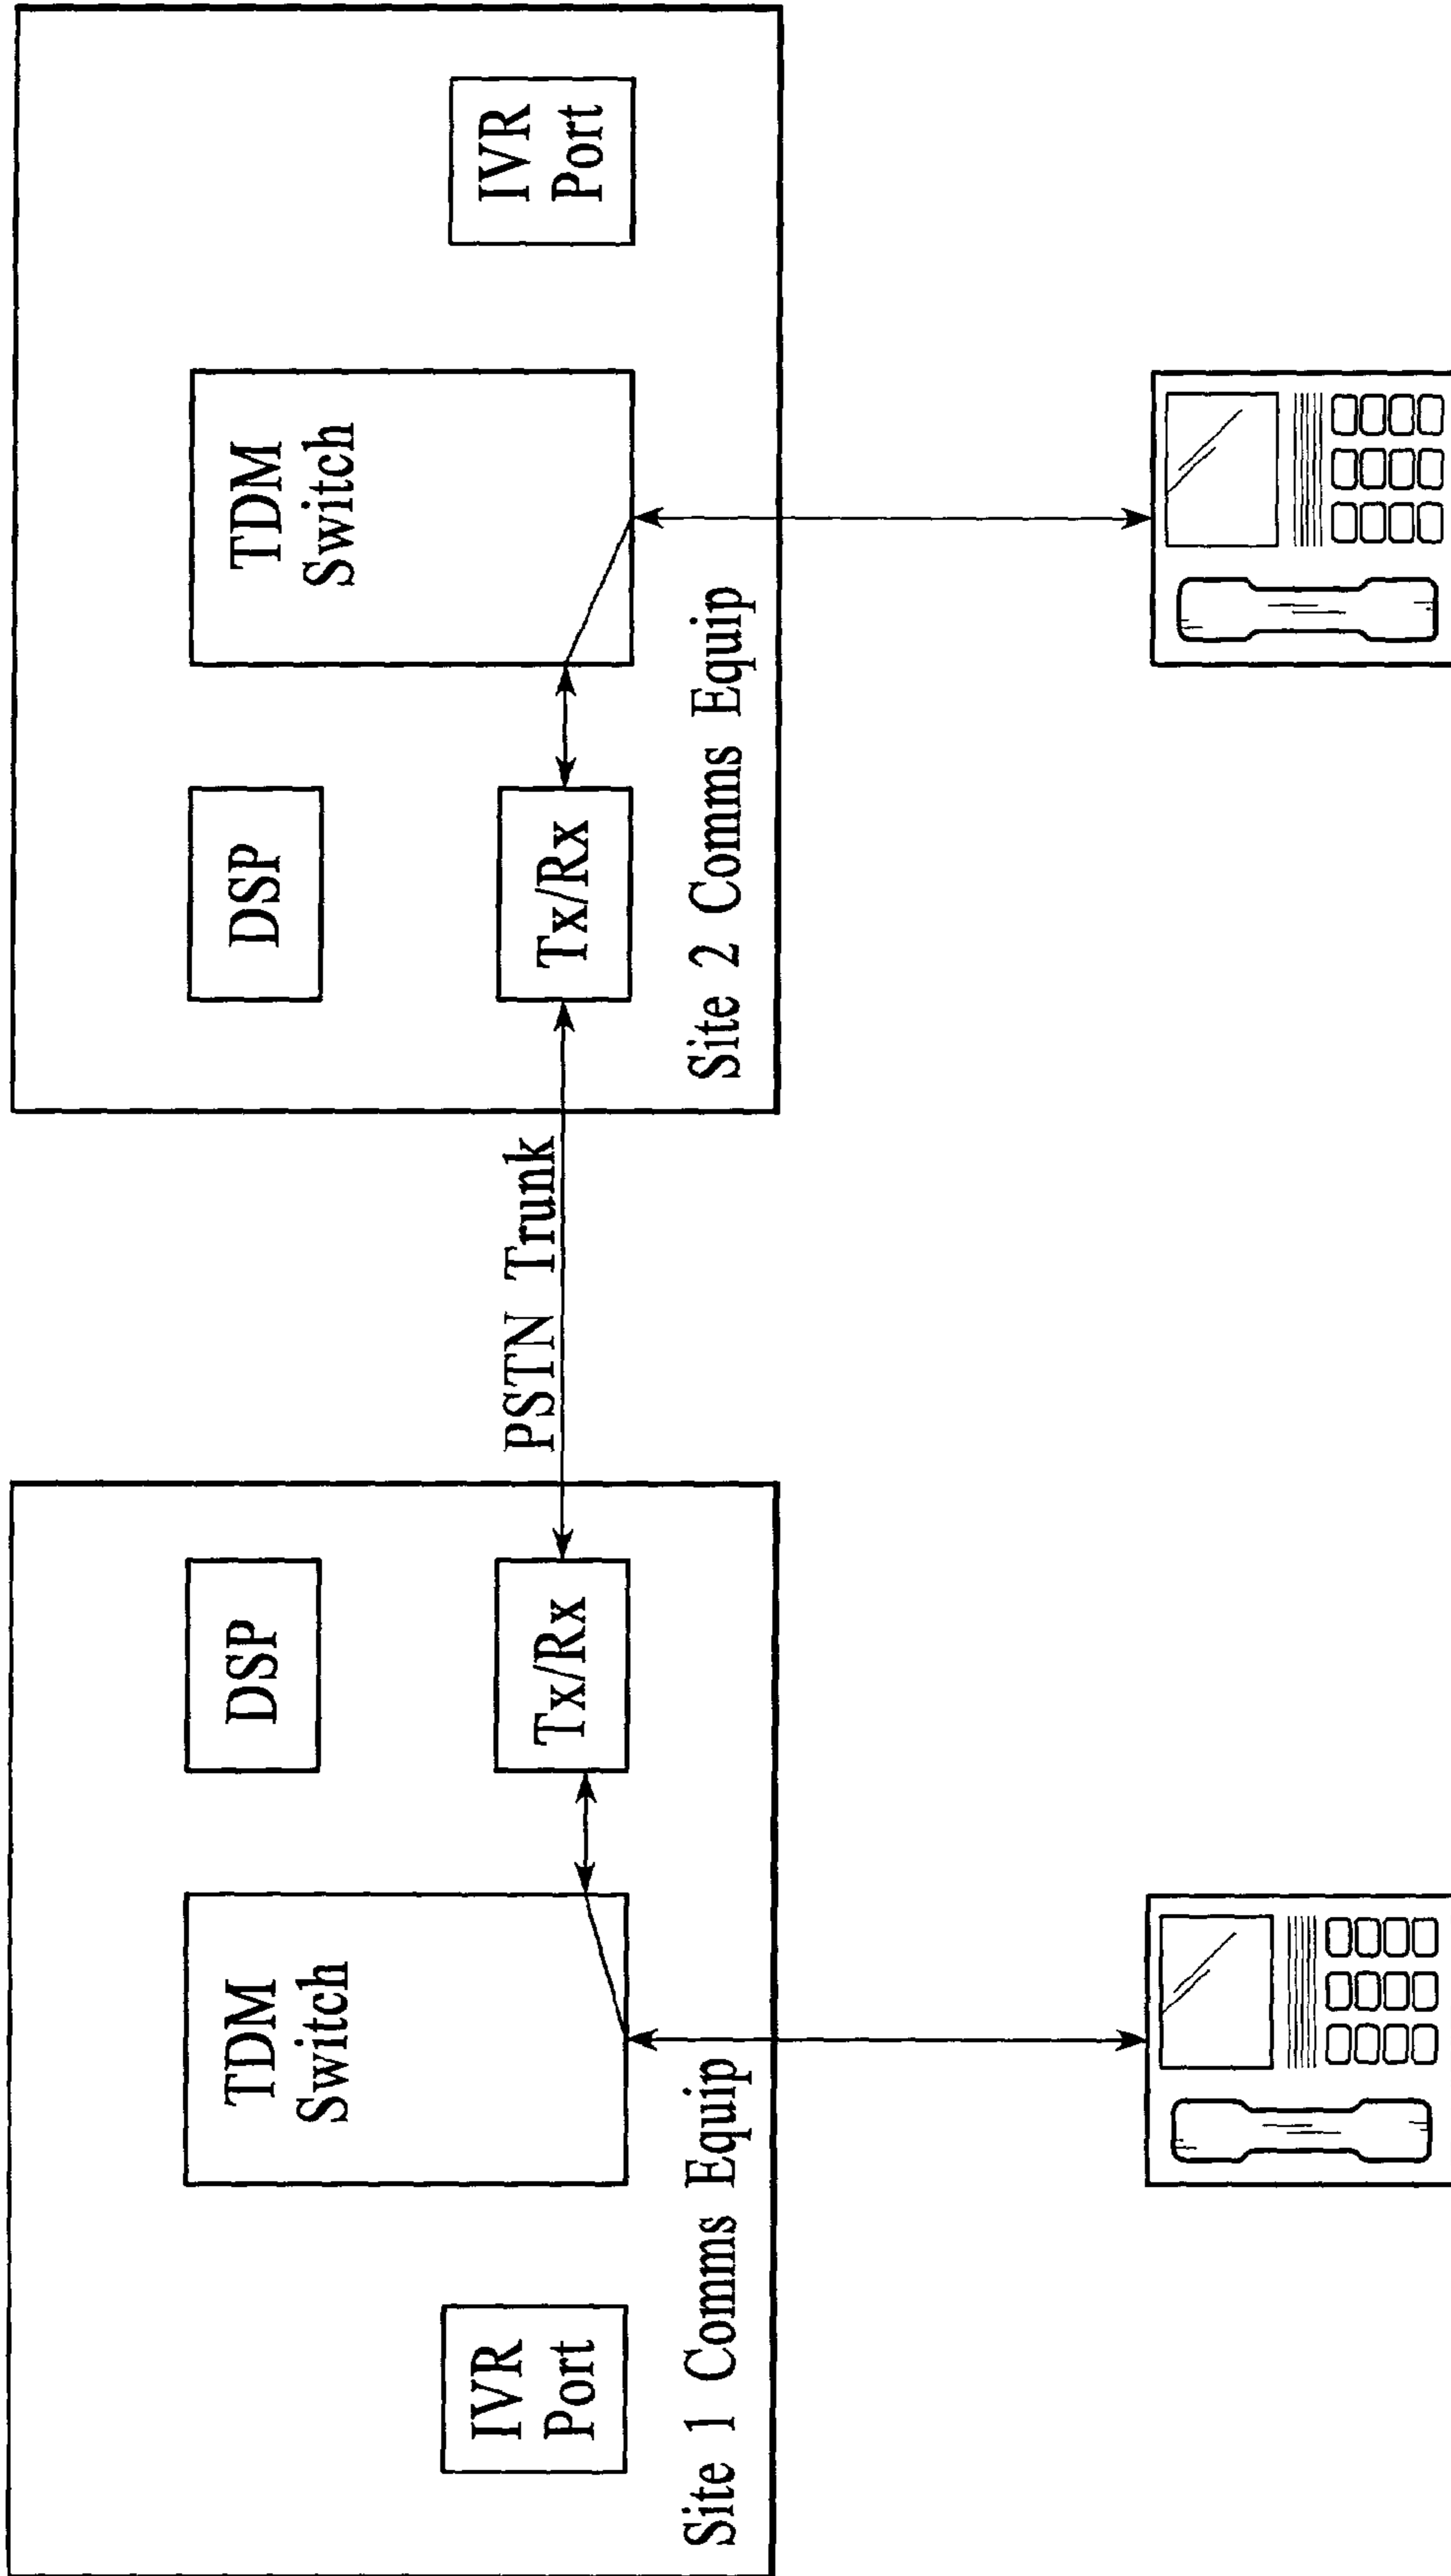 IVR
Port
TDM
Switch
DSP
Tx/Rx
Site 1 Comms Equip
PSTN Trunk
DSP
Tx/Rx
TDM
Switch
IVR
Port
Site 2 Comms Equip